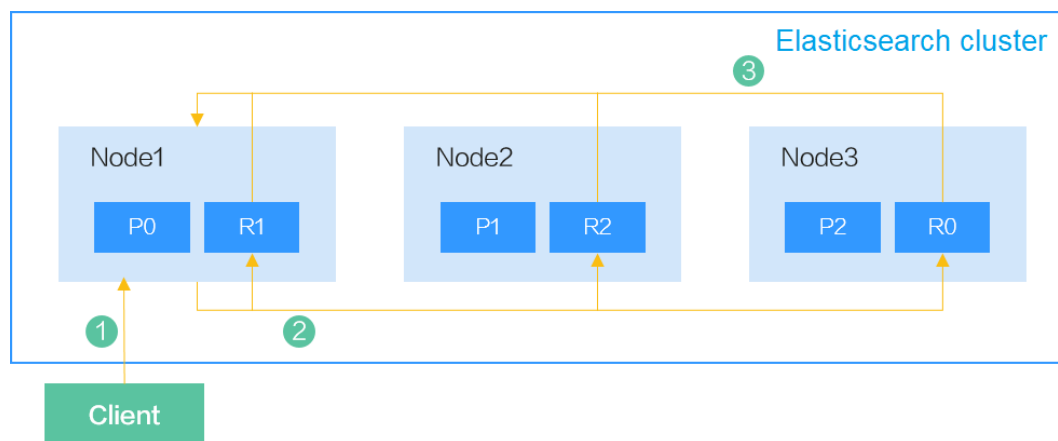 Elasticsearch cluster
3
Node1
Node2
Node3
P0
R1
P1
R2
P2
R0
1
2
Client